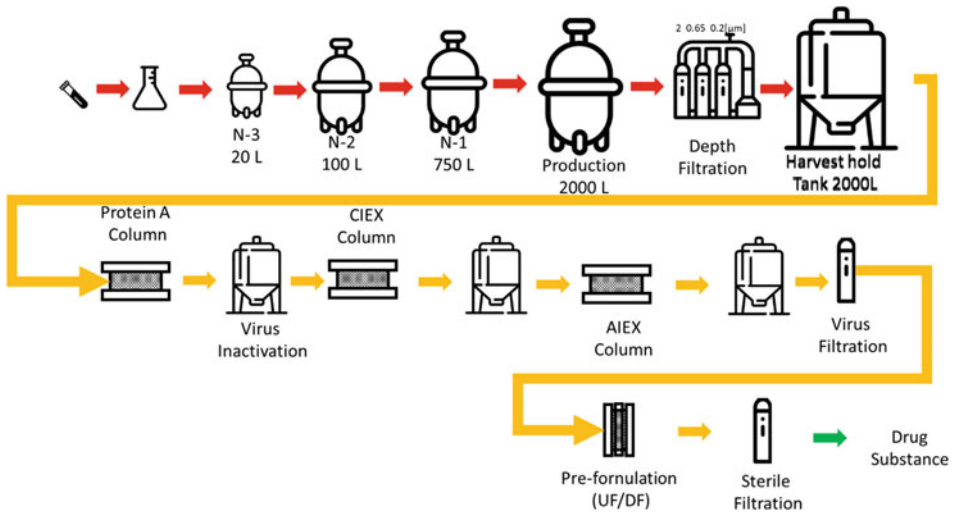 2 0.65 0.2[µm]
N-3
20 L
N-2
100 L
N-1
750 L
Production
2000 L
Depth
Filtration
Harvest hold
Tank 2000L
Protein A
Column
CIEX
Column
Virus
Inactivation
AIEX
Column
Virus
Filtration
Pre-fornulation
(UF/DF)
Sterile
Filtration
Drug
Substance